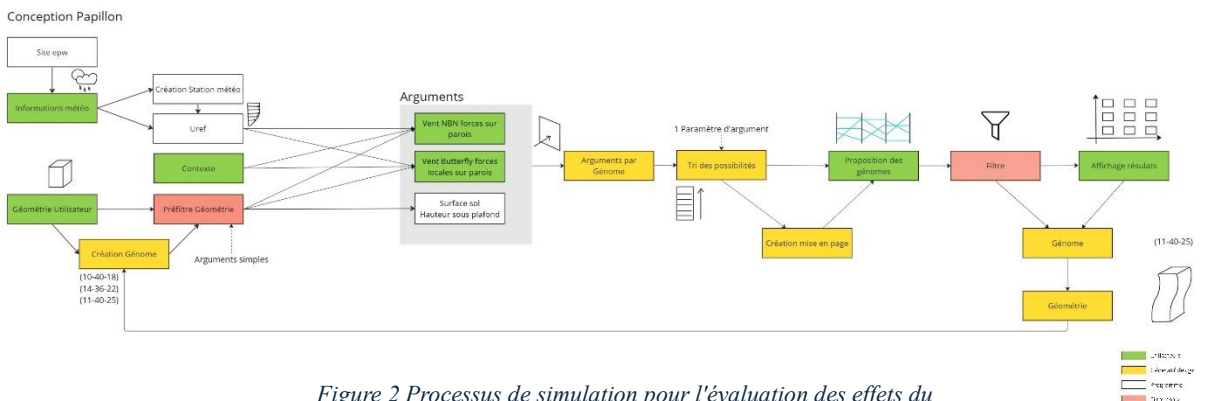 Conception Papillon
Site epw
Informations météo
Création Station météo
Uref
Contexte
Géométrie Utilisateur
Préfiltre Géométrie
Création Génome
Arguments simples
(10-40-18)
(14-36-22)
(11-40-25)
Arguments
Vent NBN forces sur
parois
Vent Butterfly forces
locales sur parois
Surface sol
Hauteur sous plafond
Arguments par
Génome
1 Paramètre d'argument
Tri des possibilités
Création mise en page
Proposition des
génomes
Filtre
Affichage résulats
Génome
(11-40-25)
Géométrie
Figure 2 Processus de simulation pour l'évaluation des effets du